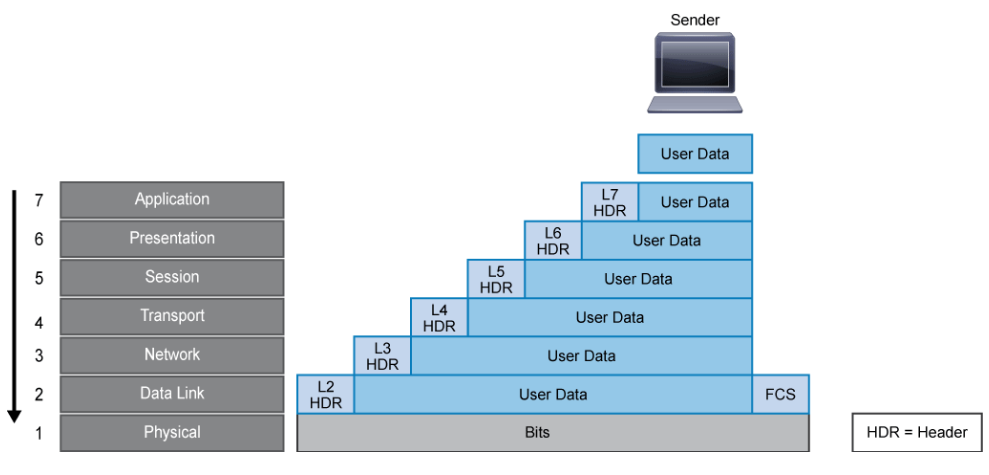 Sender
User Data
7 Application L7 HDR User Data
6 Presentation L6 HDR User Data
5 Session L5 HDR User Data
4 Transport L4 HDR User Data
3 Network L3 HDR User Data
2 Data Link L2 HDR User Data FCS
1 Physical Bits
HDR = Header